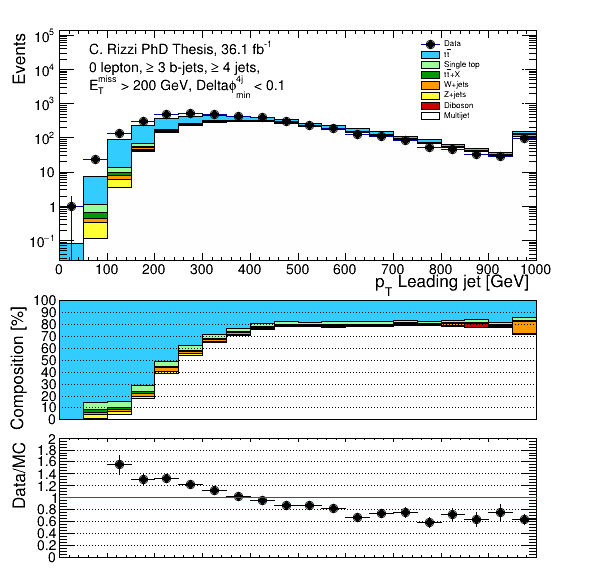 10⁵
10⁴
10³
10²
10
1
10⁻¹
Events
C. Rizzi PhD Thesis, 36.1 fb⁻¹
0 lepton, ≥ 3 b-jets, ≥ 4 jets,
E_T^miss > 200 GeV, Deltaφ_min^4j < 0.1
Data
tt̄
Single top
tt̄+X
W+jets
Z+jets
Diboson
Multijet
0 100 200 300 400 500 600 700 800 900 1000
p_T Leading jet [GeV]
Composition [%]
100
90
80
70
60
50
40
30
20
10
0
Data/MC
2
1.8
1.6
1.4
1.2
1
0.8
0.6
0.4
0.2
0